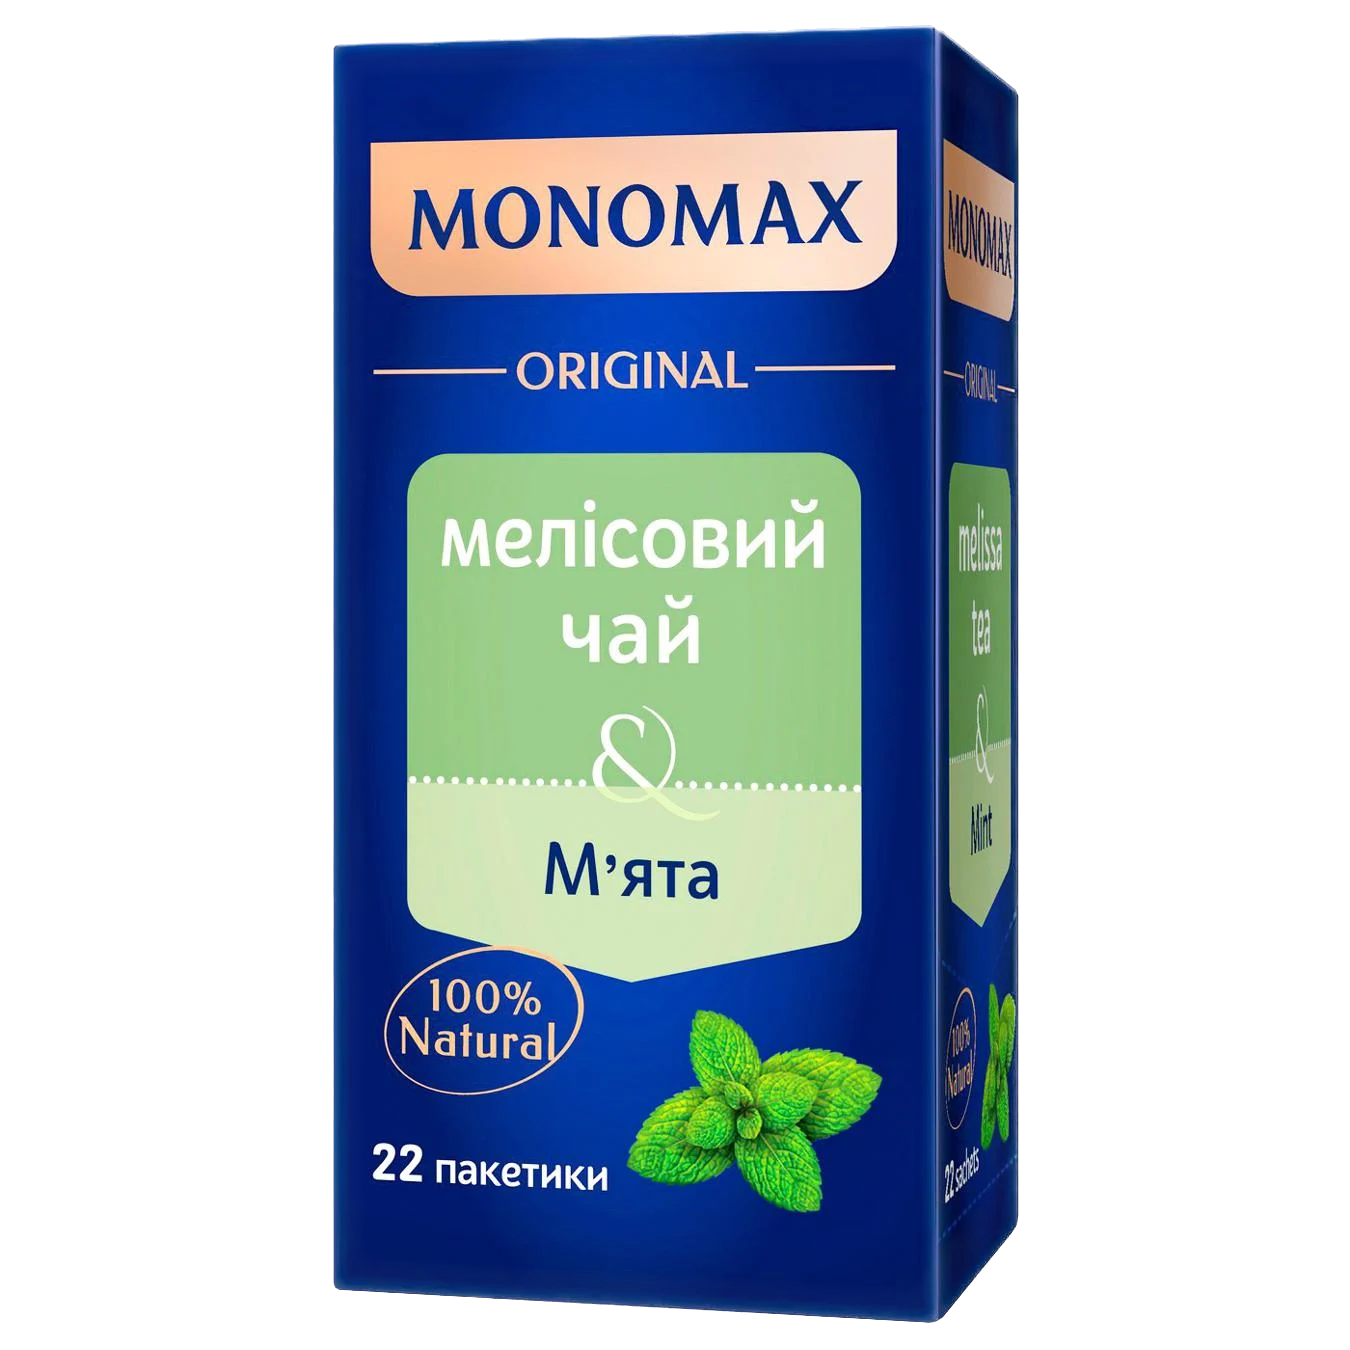 MONOMAX
ORIGINAL
мелісовий
чай
&
М’ята
100%
Natural
22 пакетики
MONOMAX
ORIGINAL
melissa
tea
&
Mint
100%
Natural
22 sachets